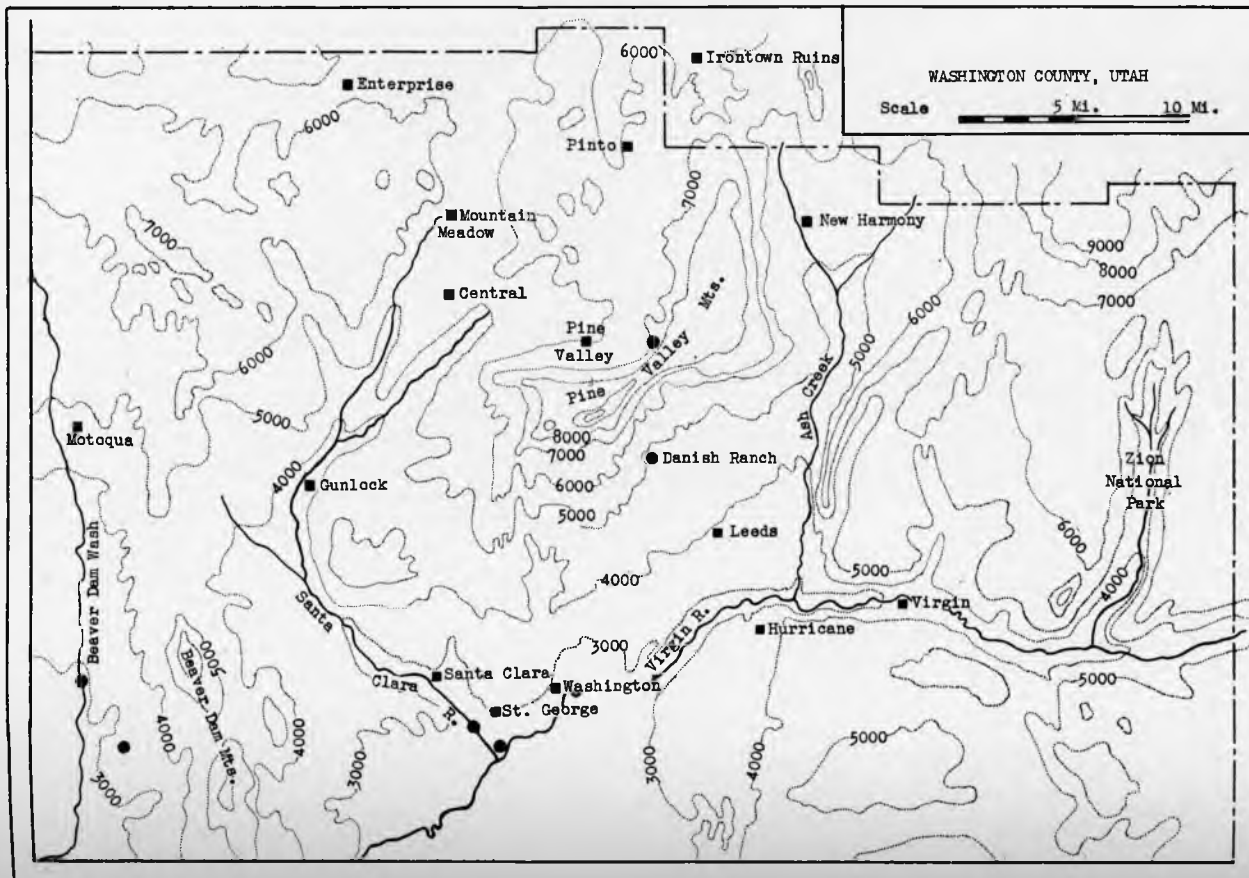 WASHINGTON COUNTY, UTAH
Scale 5 Mi. 10 Mi.
6000
Irontown Ruins
Enterprise
6000
Pinto
7000
Mountain
Meadow
New Harmony
7000
9000
8000
7000
Central
Mts.
6000
Pine
Valley
Valley
Pine
6000
5000
5000
Ash Creek
Motoqua
8000
7000
6000
5000
Danish Ranch
4000
Gunlock
Zion
National
Park
6000
Leeds
Beaver Dam Wash
4000
5000
4000
Santa
Virgin
Virgin R.
Hurricane
3000
5000
Beaver Dam Mts.
Santa Clara
Clara
R.
Washington
St. George
5000
4000
4000
3000
3000
3000
4000
5000